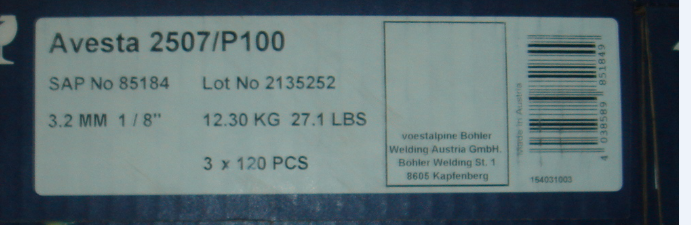 Avesta 2507/P100
SAP No 85184 Lot No 2135252
3.2 MM 1/8" 12.30 KG 27.1 LBS
3 x 120 PCS
voestalpine Bohler
Welding Austria GmbH.
Bohler Welding St. 1
8605 Kapfenberg
Made in Austria
4 038589 851849
164031003